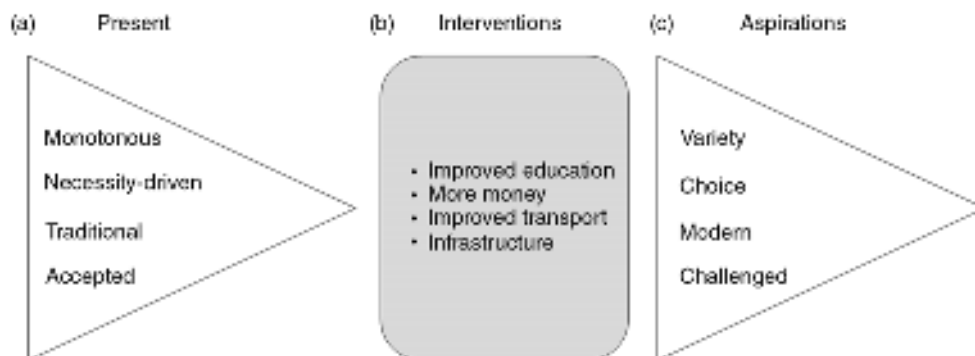 (a) Present
Monotonous
Necessity-driven
Traditional
Accepted
(b) Interventions
• Improved education
• More money
• Improved transport
• Infrastructure
(c) Aspirations
Variety
Choice
Modern
Challenged